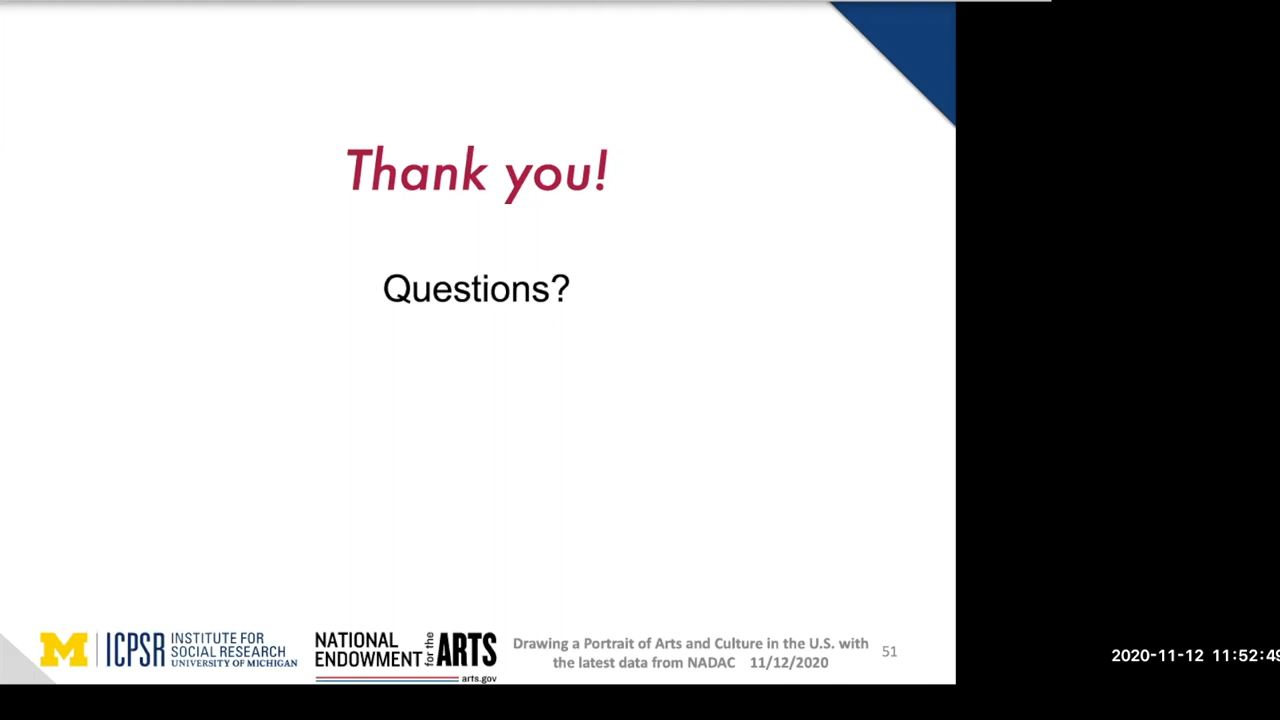 Thank you!
Questions?
M
ICPSR
INSTITUTE FOR
SOCIAL RESEARCH
UNIVERSITY OF MICHIGAN
NATIONAL
ENDOWMENT
for the
ARTS
arts.gov
Drawing a Portrait of Arts and Culture in the U.S. with
the latest data from NADAC 11/12/2020
51
2020-11-12 11:52:49